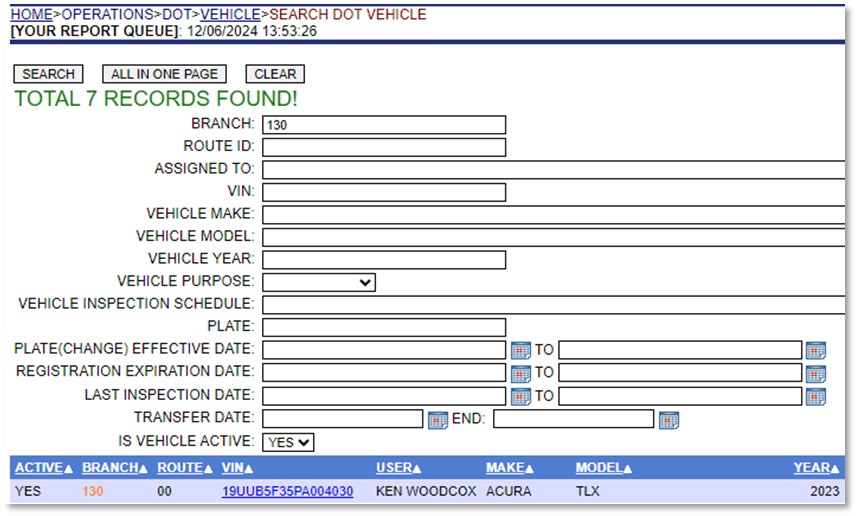 HOME>OPERATIONS>DOT>VEHICLE>SEARCH DOT VEHICLE
[YOUR REPORT QUEUE]: 12/06/2024 13:53:26
SEARCH ALL IN ONE PAGE CLEAR
TOTAL 7 RECORDS FOUND!
BRANCH: 130
ROUTE ID:
ASSIGNED TO:
VIN:
VEHICLE MAKE:
VEHICLE MODEL:
VEHICLE YEAR:
VEHICLE PURPOSE:
VEHICLE INSPECTION SCHEDULE:
PLATE:
PLATE(CHANGE) EFFECTIVE DATE: TO
REGISTRATION EXPIRATION DATE: TO
LAST INSPECTION DATE: TO
TRANSFER DATE: END:
IS VEHICLE ACTIVE: YES
ACTIVE▲ BRANCH▲ ROUTE▲ VIN▲ USER▲ MAKE▲ MODEL▲ YEAR▲
YES 130 00 19UUB5F35PA004030 KEN WOODCOX ACURA TLX 2023